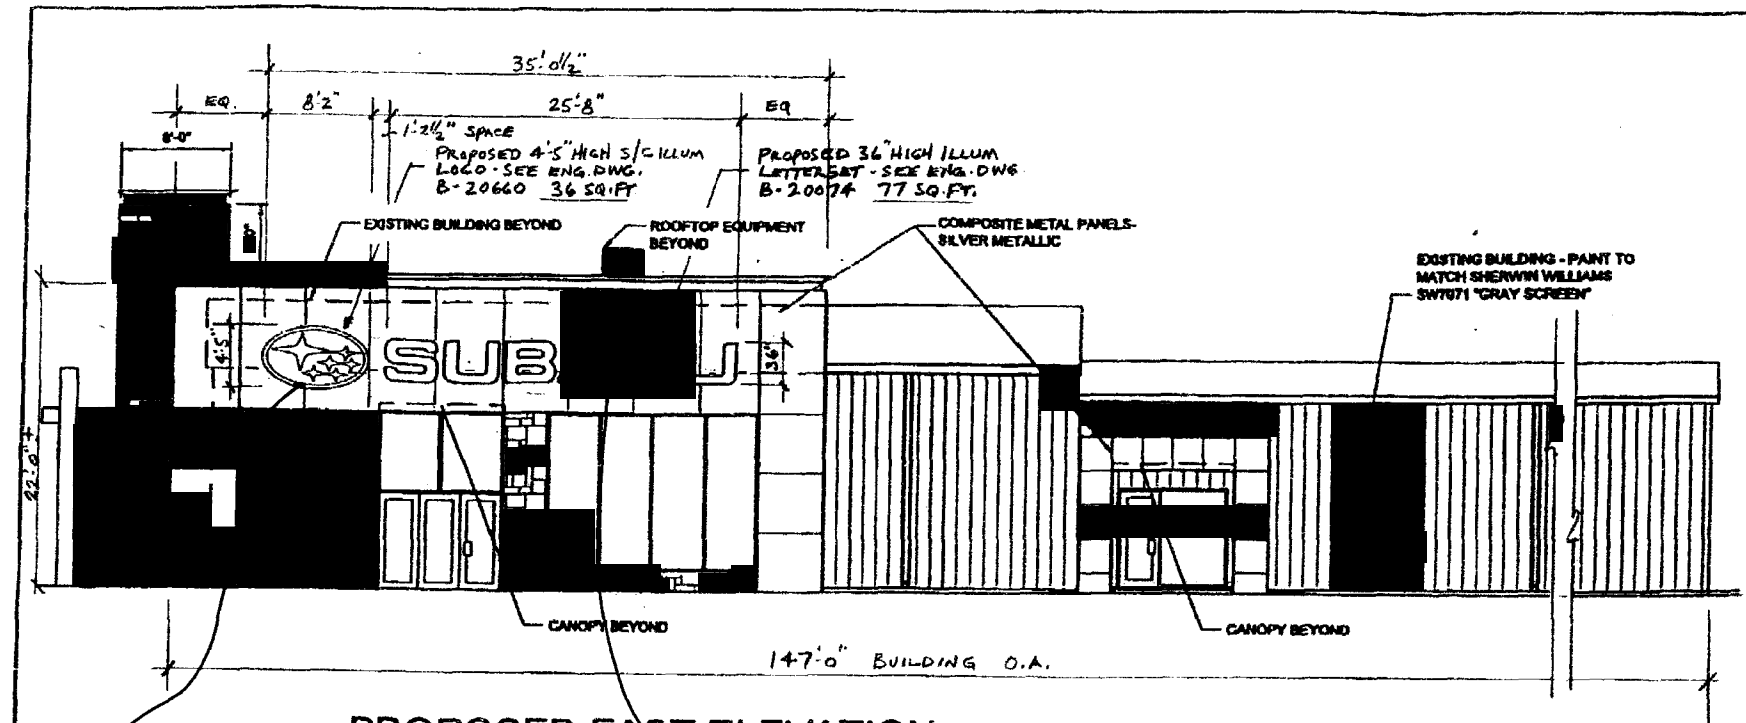 35'-0½"
EQ.
8'-2"
25'-8"
EQ
1'-2½" SPACE
8'-0"
PROPOSED 4'-5" HIGH S/C ILLUM
LOGO - SEE ENG. DWG.
B-20660 36 SQ.FT
PROPOSED 36" HIGH ILLUM
LETTERSET - SEE ENG. DWG
B-20074 77 SQ.FT.
EXISTING BUILDING BEYOND
ROOFTOP EQUIPMENT
BEYOND
COMPOSITE METAL PANELS-
SILVER METALLIC
EXISTING BUILDING - PAINT TO
MATCH SHERWIN WILLIAMS
SW7071 "GRAY SCREEN"
4'-5"
SUB U
36"
22'-0" +
CANOPY BEYOND
CANOPY BEYOND
147'-0" BUILDING O.A.
PROPOSED EAST ELEVATION